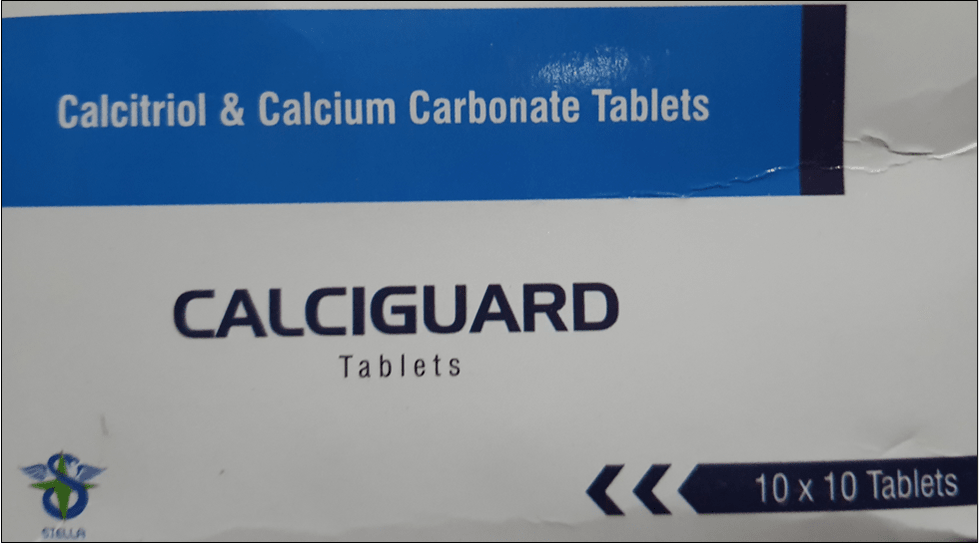 Calcitriol & Calcium Carbonate Tablets
CALCIGUARD
Tablets
STELLA
10 x 10 Tablets